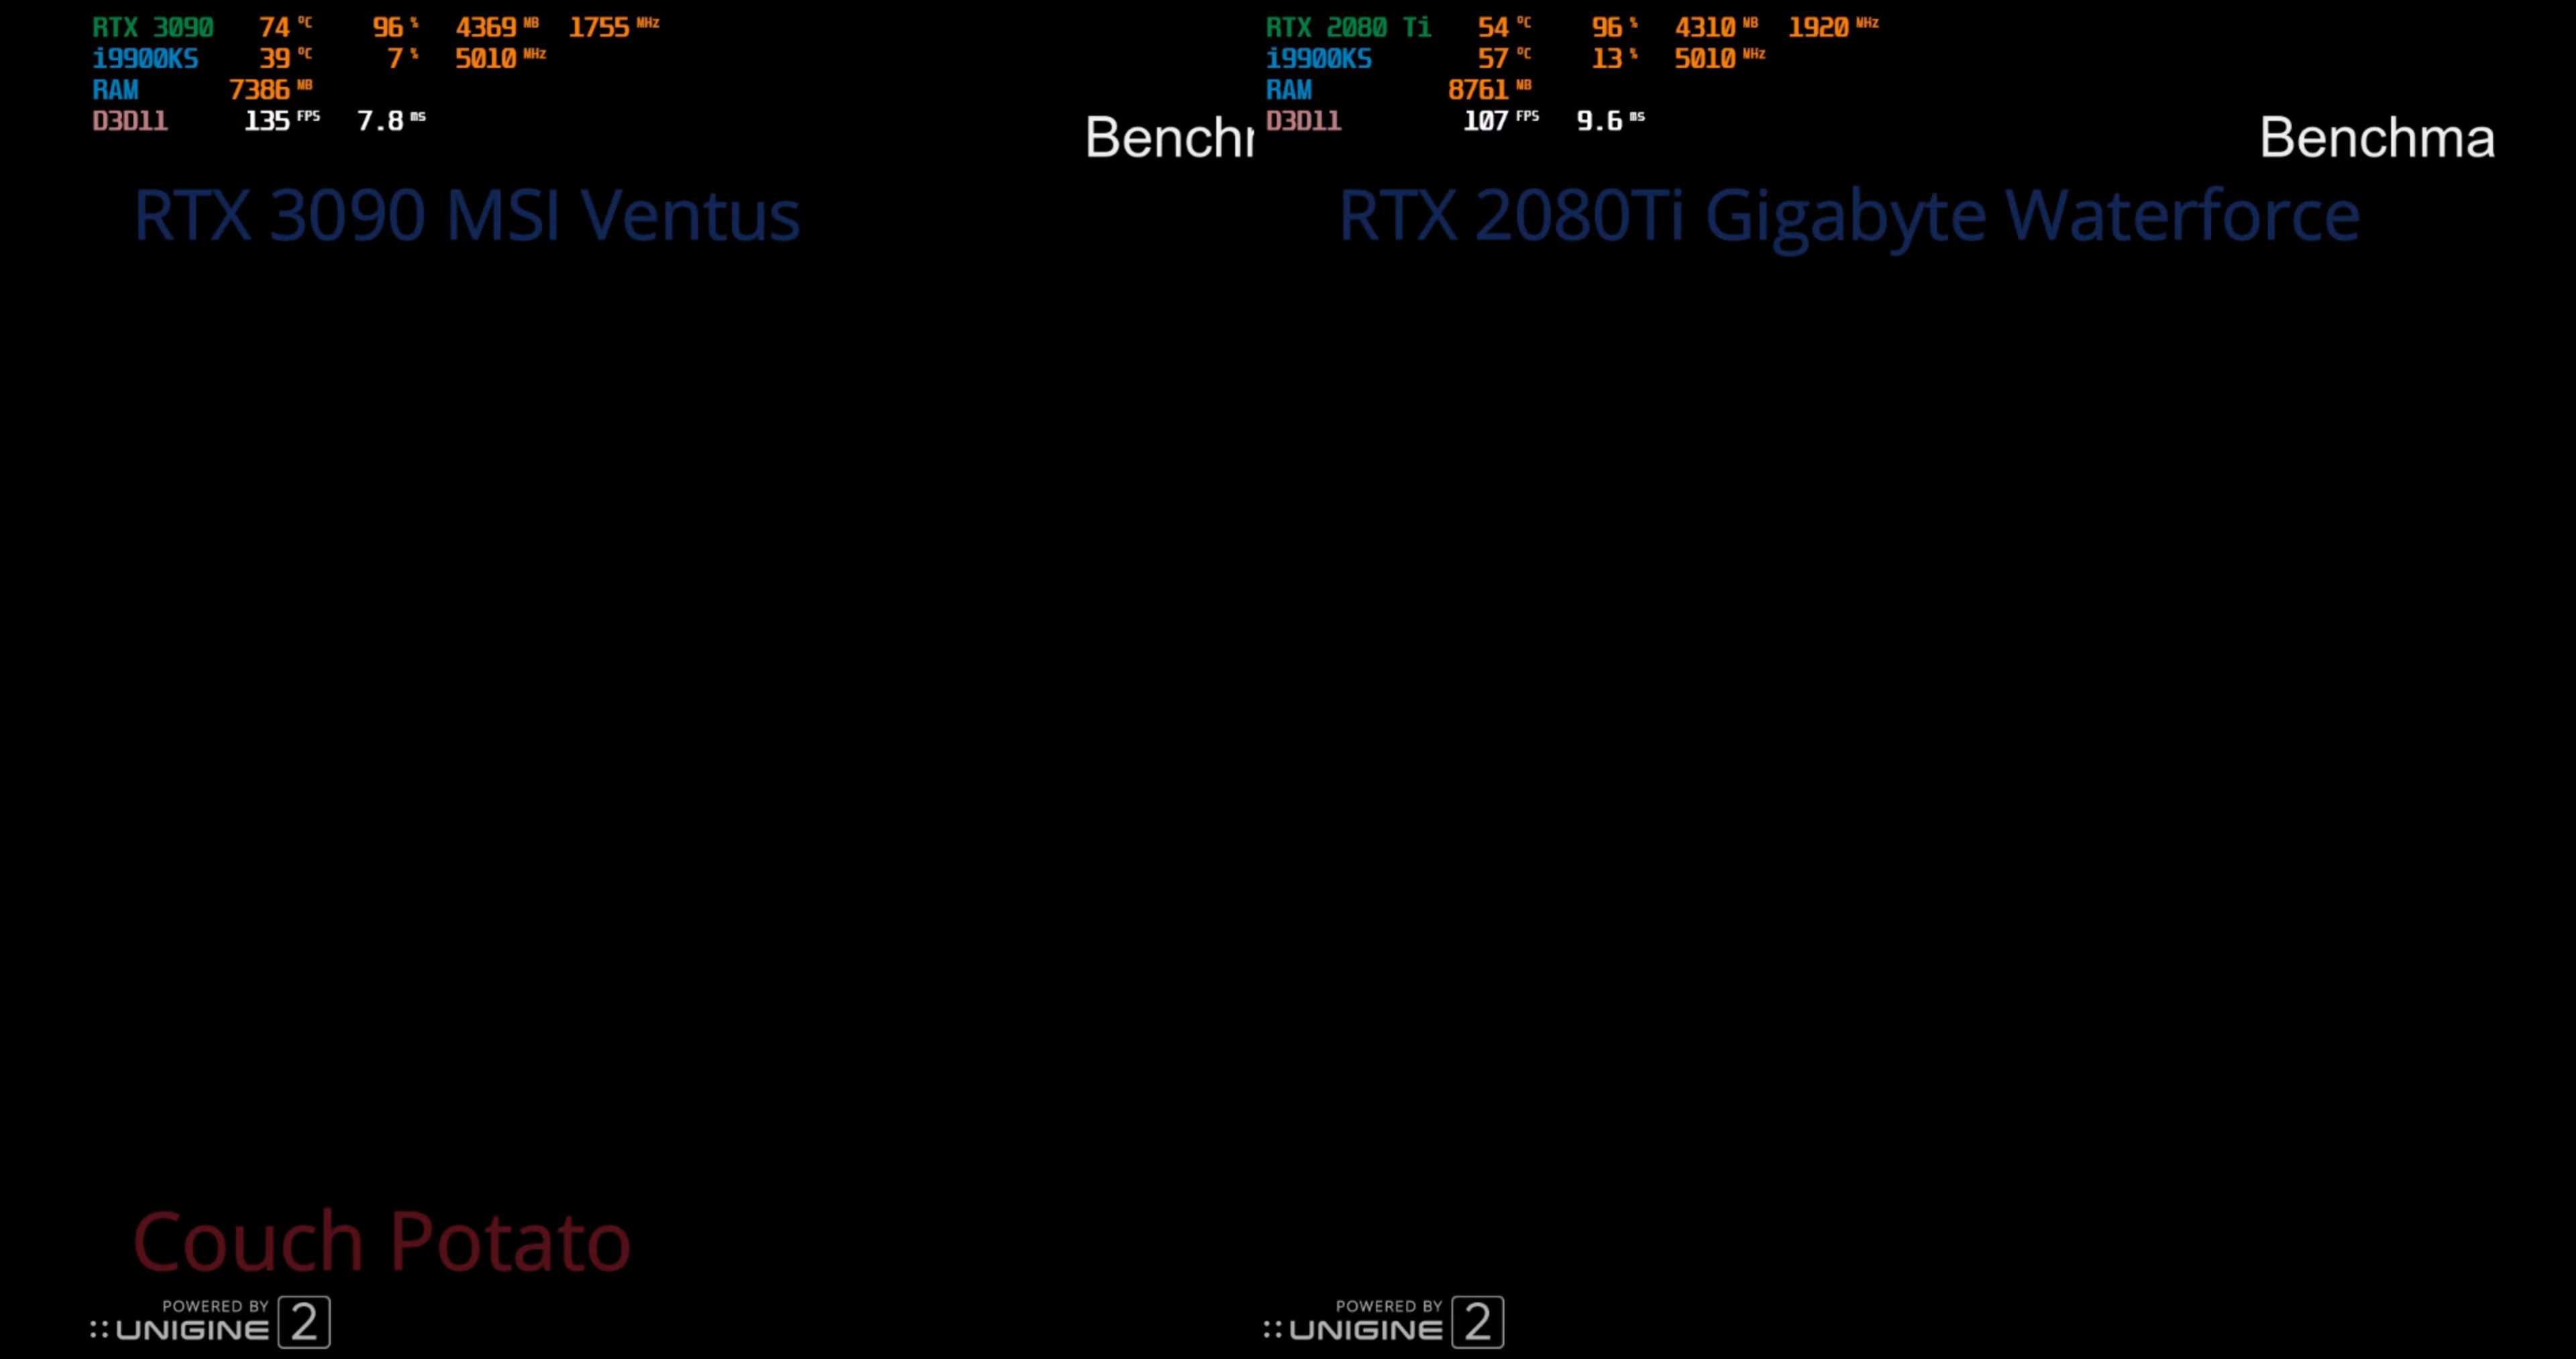 RTX 3090 74 °C 96 % 4369 MB 1755 MHz
i9900KS 39 °C 7 % 5010 MHz
RAM 7386 MB
D3D11 135 FPS 7.8 ms
Bench
RTX 3090 MSI Ventus
Couch Potato
POWERED BY
UNIGINE 2
RTX 2080 Ti 54 °C 96 % 4310 MB 1920 MHz
i9900KS 57 °C 13 % 5010 MHz
RAM 8761 MB
D3D11 107 FPS 9.6 ms
Benchma
RTX 2080Ti Gigabyte Waterforce
POWERED BY
UNIGINE 2